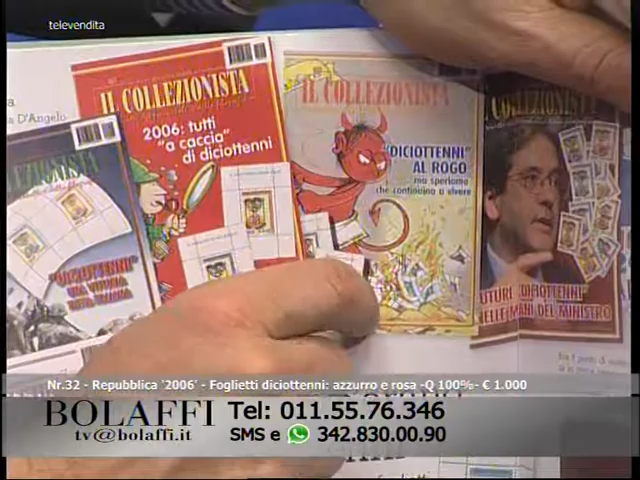 televendita
D'Angelo
IL COLLEZIONISTA
2006: tutti
"a caccia"
di diciottenni
IL COLLEZIONISTA
"DICIOTTENNI"
AL ROGO
ma speriamo
che continuino a vivere
COLLEZIONISTA
FUTURE DICIOTTENNI
NELLE MANI DEL MINISTRO
"DICIOTTENNI"
Nr.32 - Repubblica '2006' - Foglietti diciottenni: azzurro e rosa -Q 100%- € 1.000
BOLAFFI
tv@bolaffi.it
Tel: 011.55.76.346
SMS e 342.830.00.90